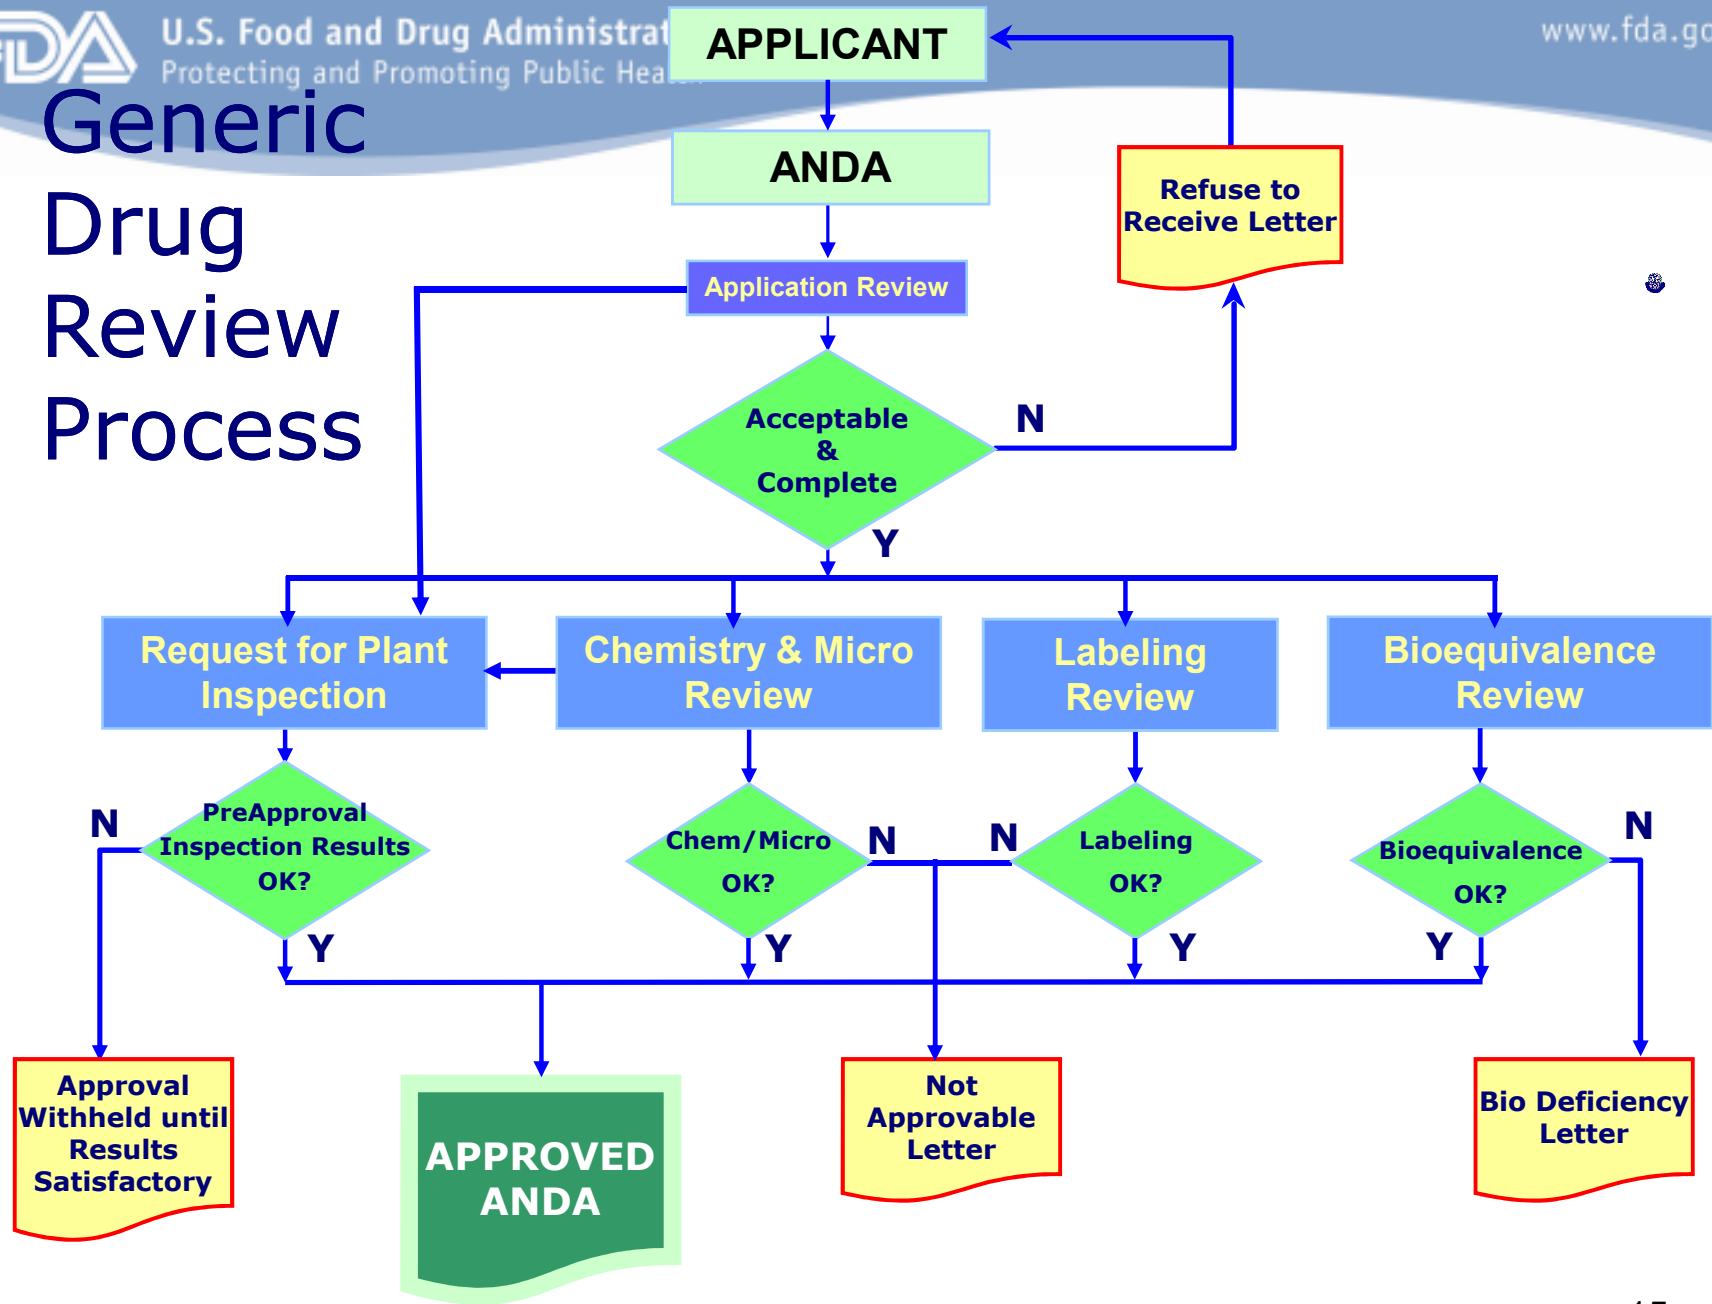 U.S. Food and Drug Administrat
Protecting and Promoting Public Hea
www.fda.go
Generic
Drug
Review
Process
APPLICANT
ANDA
Refuse to
Receive Letter
Application Review
Acceptable
&
Complete
N
Y
Request for Plant
Inspection
Chemistry & Micro
Review
Labeling
Review
Bioequivalence
Review
N
PreApproval
Inspection Results
OK?
Y
Chem/Micro
OK?
N
Y
N
Labeling
OK?
Y
Bioequivalence
OK?
N
Y
Approval
Withheld until
Results
Satisfactory
APPROVED
ANDA
Not
Approvable
Letter
Bio Deficiency
Letter